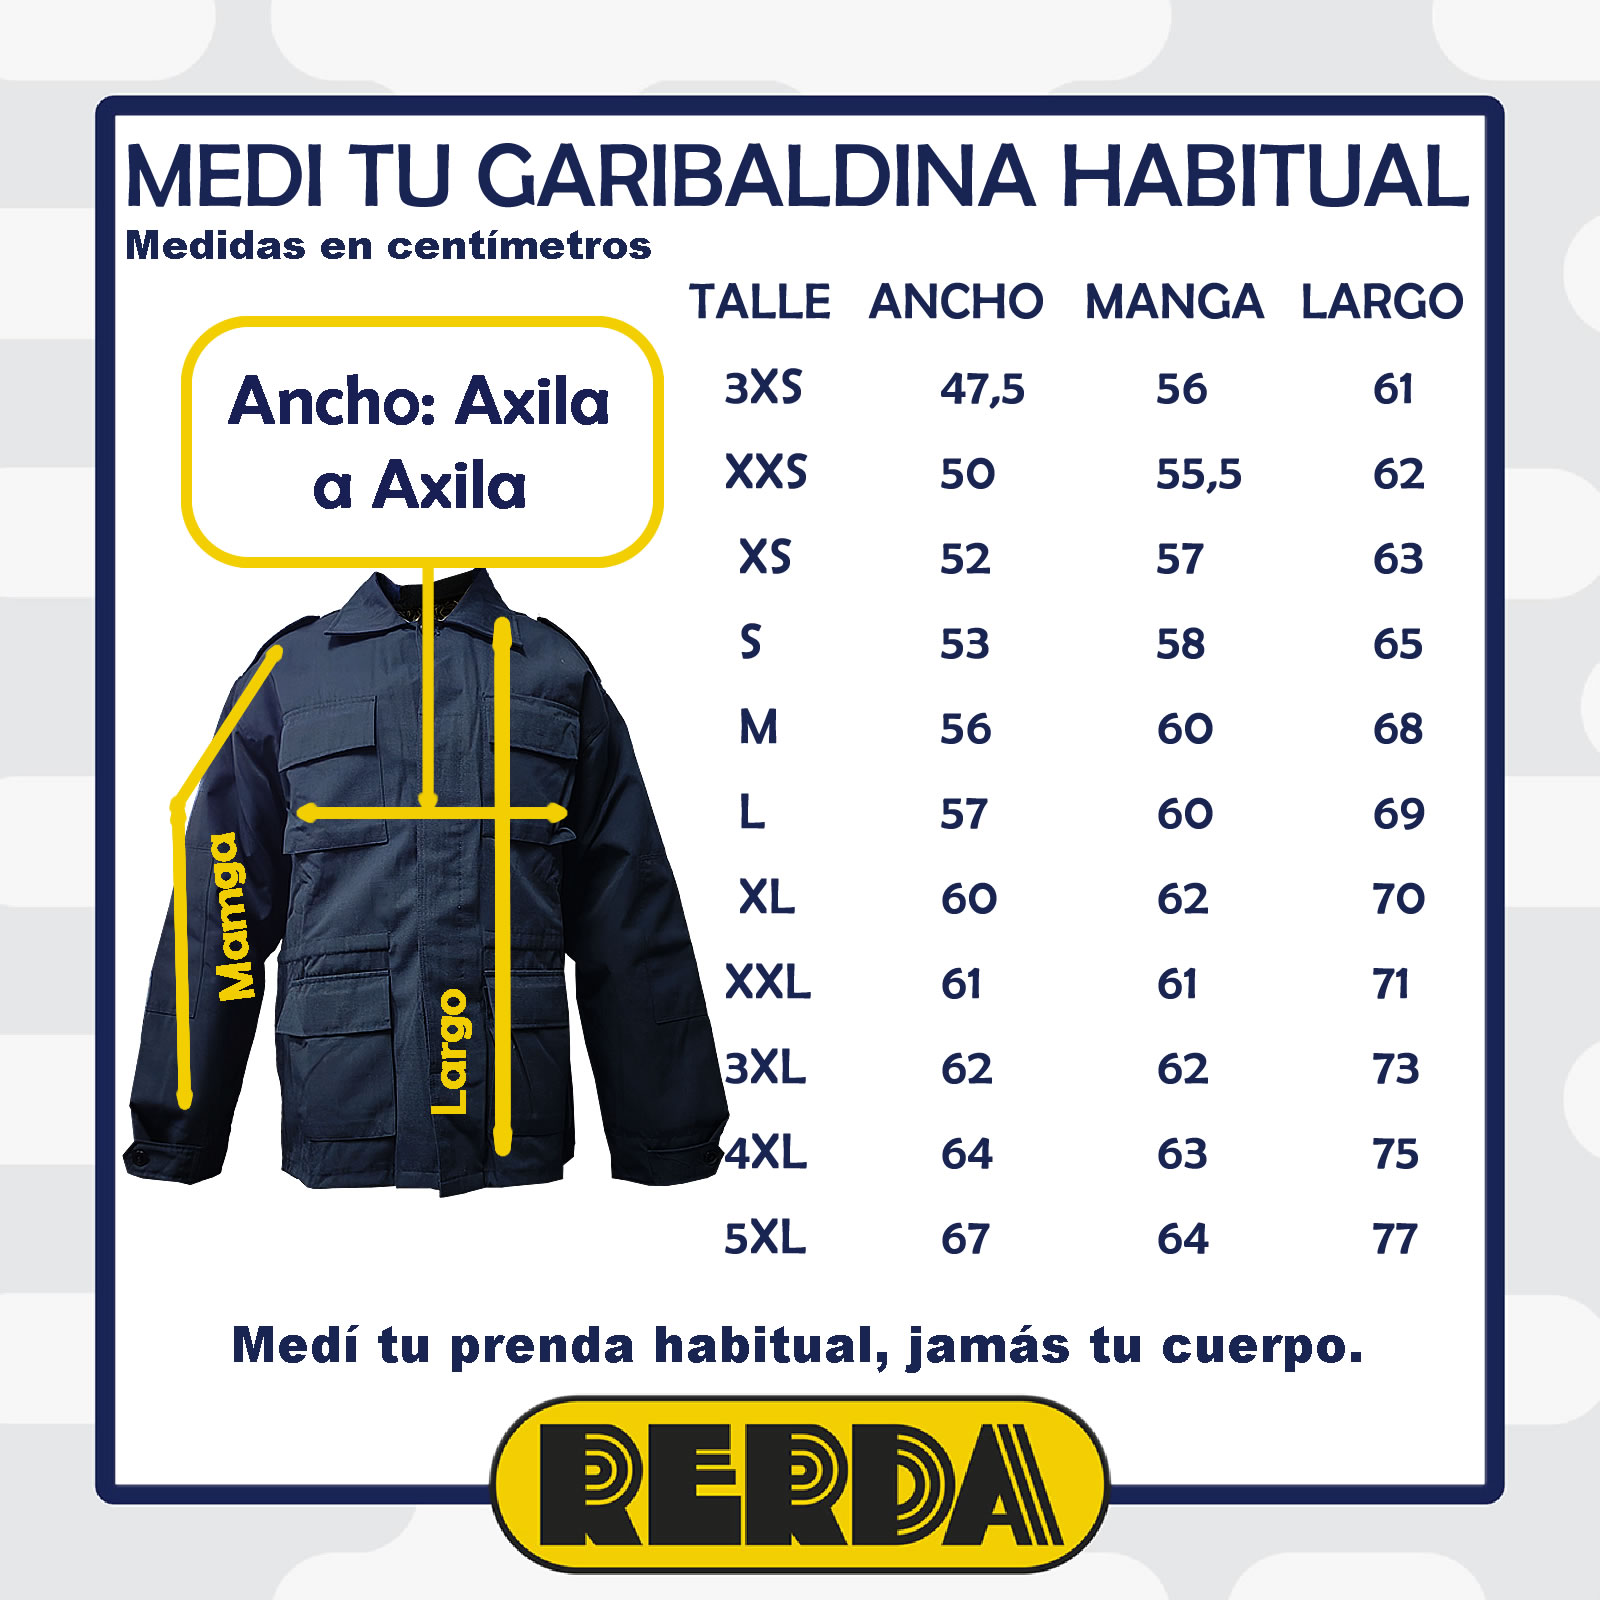 MEDI TU GARIBALDINA HABITUAL
Medidas en centímetros
TALLE ANCHO MANGA LARGO
Ancho: Axila
a Axila
3XS 47,5 56 61
XXS 50 55,5 62
XS 52 57 63
S 53 58 65
M 56 60 68
L 57 60 69
XL 60 62 70
XXL 61 61 71
3XL 62 62 73
4XL 64 63 75
5XL 67 64 77
Mamga
Largo
Medí tu prenda habitual, jamás tu cuerpo.
RERDA